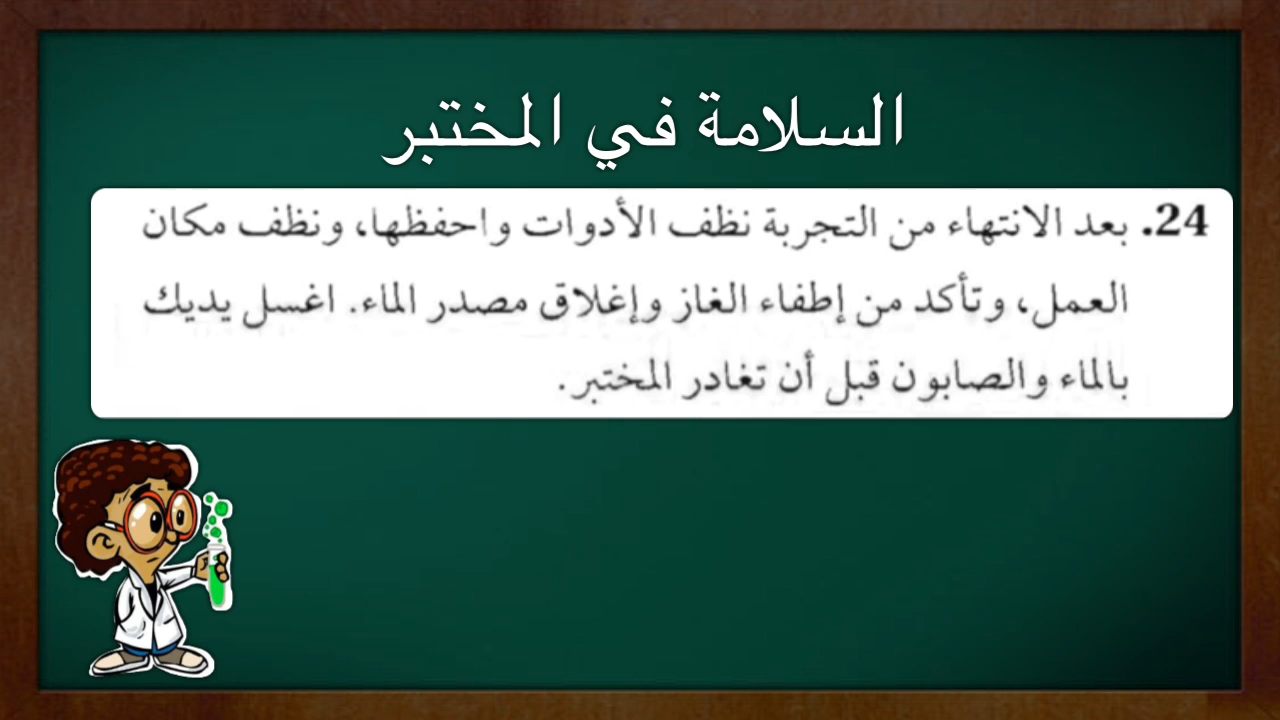 السلامة في المختبر
24. بعد الانتهاء من التجربة نظف الأدوات واحفظها، ونظف مكان
العمل، وتأكد من إطفاء الغاز وإغلاق مصدر الماء. اغسل يديك
بالماء والصابون قبل أن تغادر المختبر.